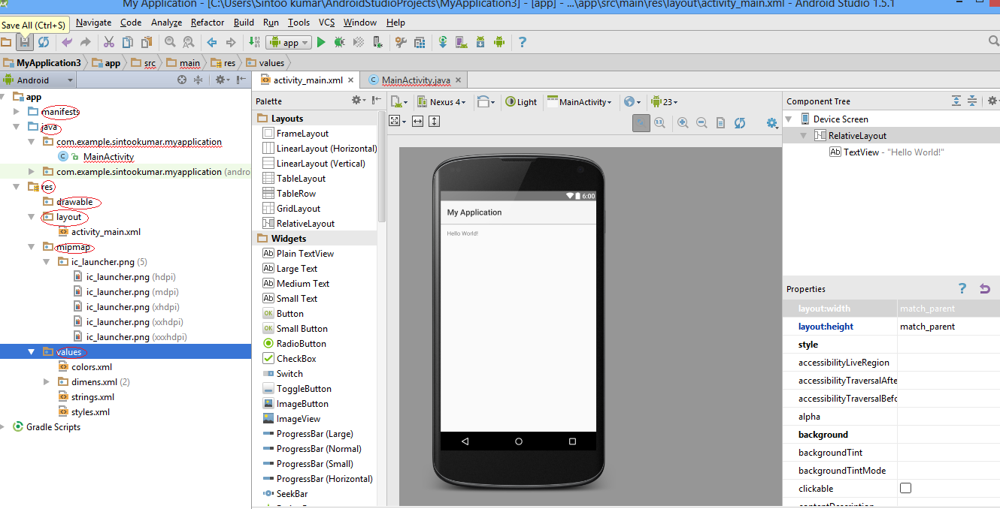 My Application - [C:\Users\Sintoo kumar\AndroidStudioProjects\MyApplication3] - [app] - ...\app\src\main\res\layout\activity_main.xml - Android Studio 1.5.1
Save All (Ctrl+S)
Navigate Code Analyze Refactor Build Run Tools VCS Window Help
app
MyApplication3 app src main res values
Android
activity_main.xml
MainActivity.java
app
manifests
java
com.example.sintookumar.myapplication
MainActivity
com.example.sintookumar.myapplication (andro
res
drawable
layout
activity_main.xml
mipmap
ic_launcher.png (5)
ic_launcher.png (hdpi)
ic_launcher.png (mdpi)
ic_launcher.png (xhdpi)
ic_launcher.png (xxhdpi)
ic_launcher.png (xxxhdpi)
values
colors.xml
dimens.xml (2)
strings.xml
styles.xml
Gradle Scripts
Palette
Layouts
FrameLayout
LinearLayout (Horizontal)
LinearLayout (Vertical)
TableLayout
TableRow
GridLayout
RelativeLayout
Widgets
Ab Plain TextView
Ab Large Text
Ab Medium Text
Ab Small Text
OK Button
OK Small Button
RadioButton
CheckBox
Switch
ToggleButton
ImageButton
ImageView
ProgressBar (Large)
ProgressBar (Normal)
ProgressBar (Small)
ProgressBar (Horizontal)
SeekBar
Nexus 4 Light MainActivity 23
6:00
My Application
Hello World!
Component Tree
Device Screen
RelativeLayout
Ab TextView - "Hello World!"
Properties
layout:width match_parent
layout:height match_parent
style
accessibilityLiveRegion
accessibilityTraversalAfte
accessibilityTraversalBefo
alpha
background
backgroundTint
backgroundTintMode
clickable